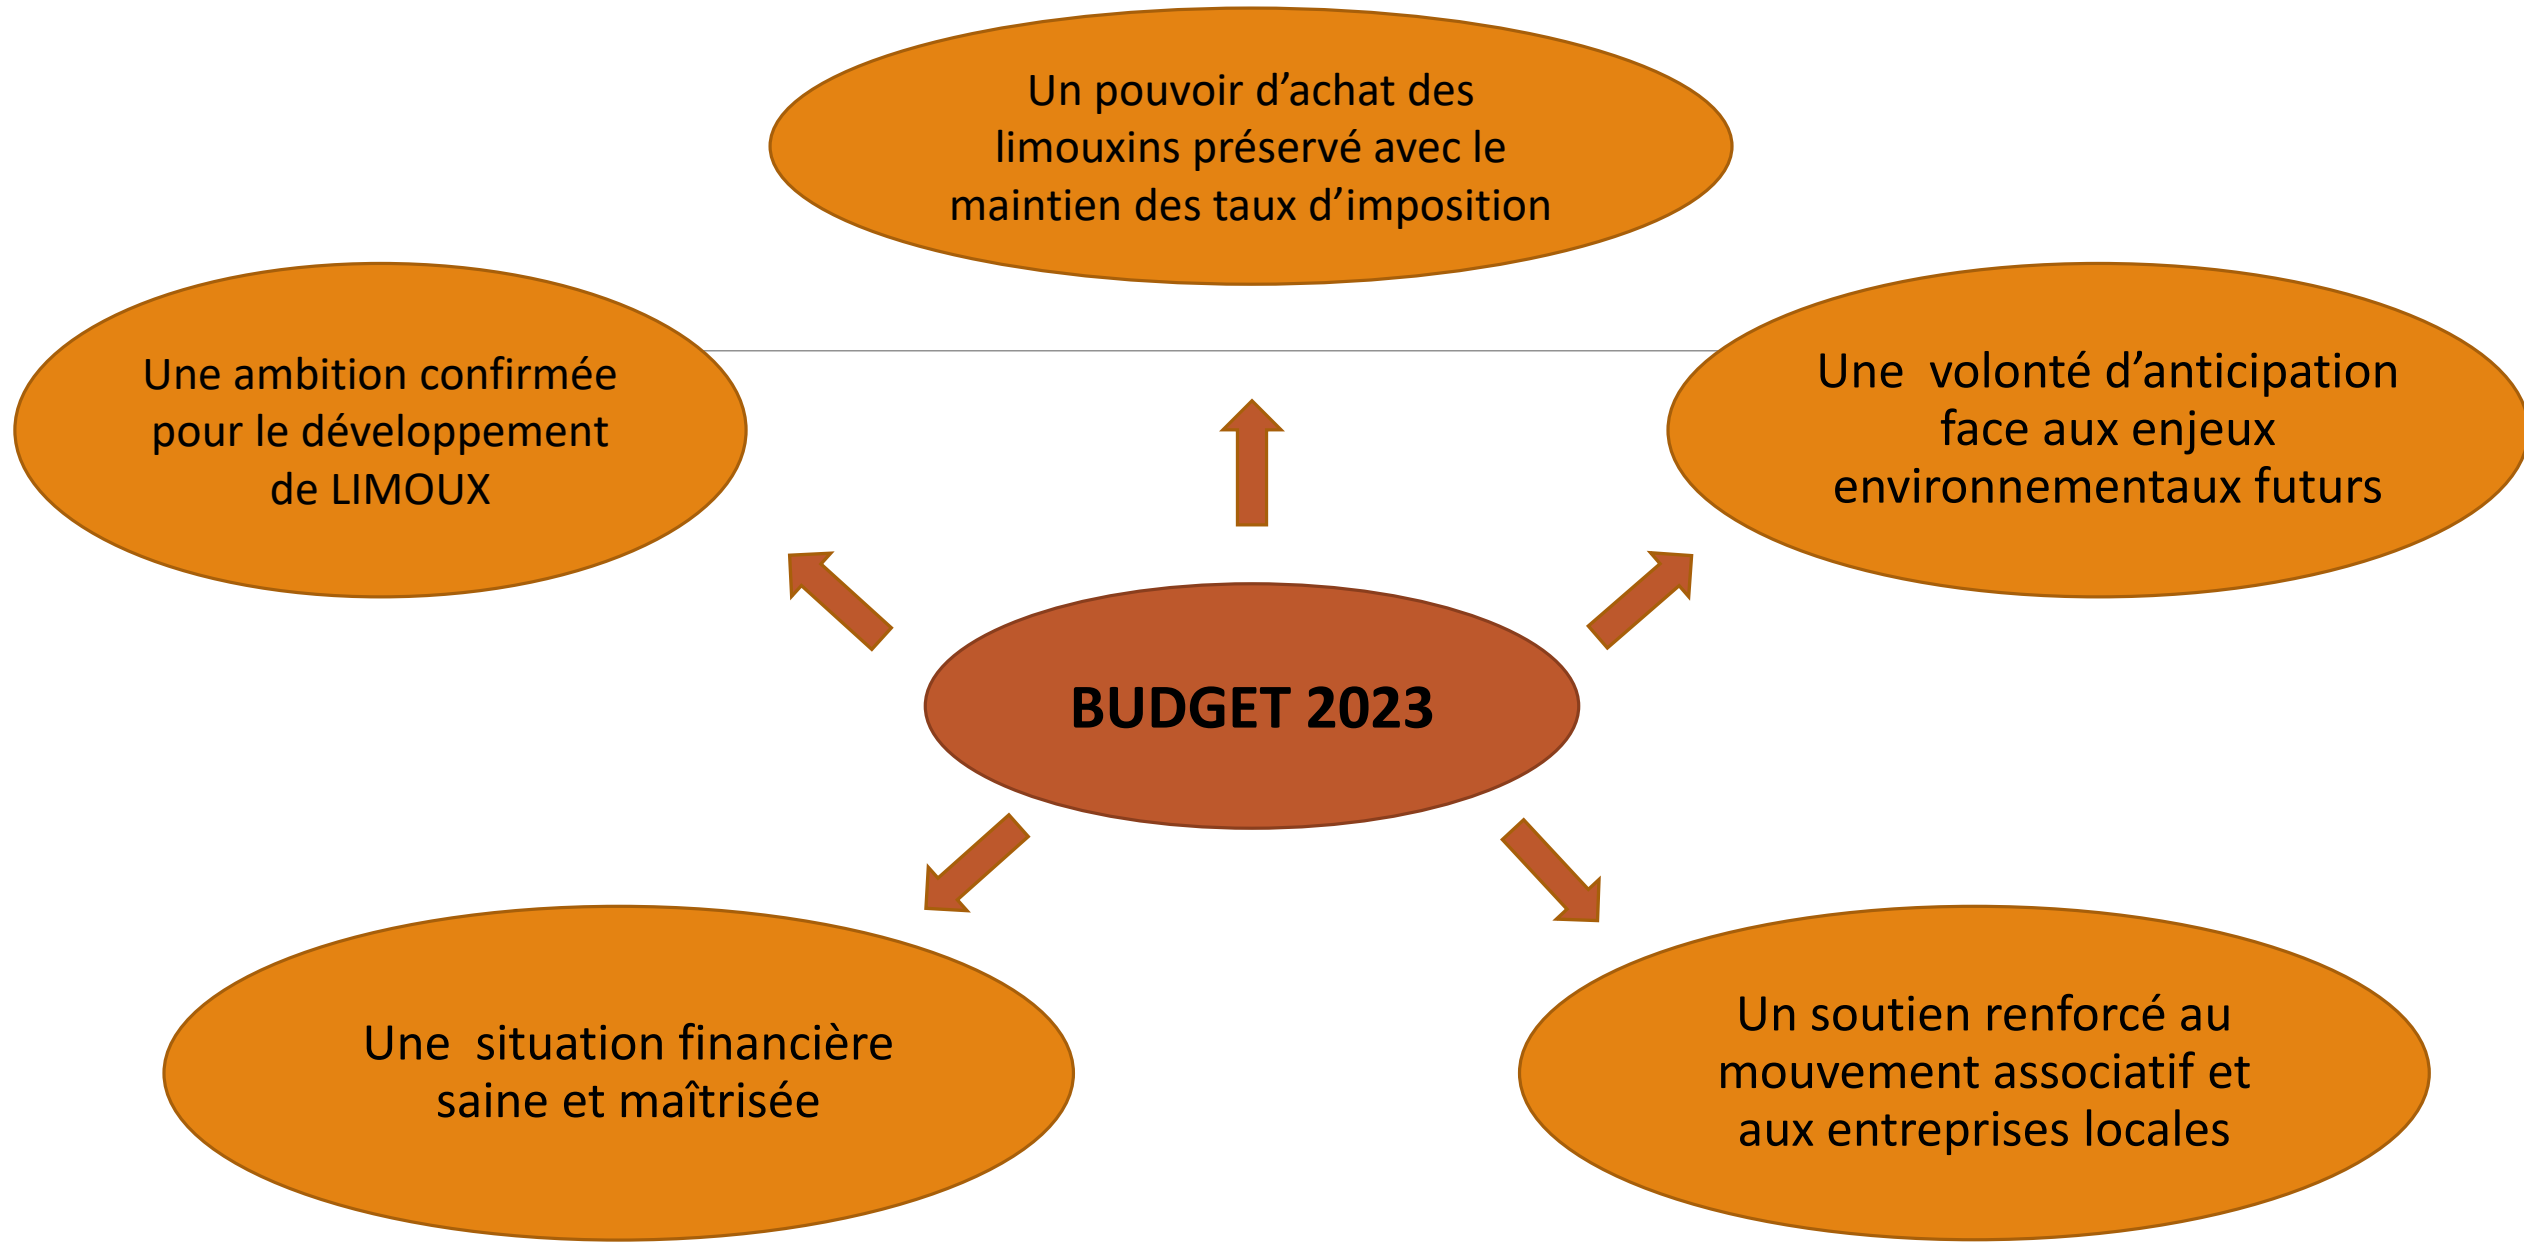 Un pouvoir d’achat des
limouxins préservé avec le
maintien des taux d’imposition
Une ambition confirmée
pour le développement
de LIMOUX
Une  volonté d’anticipation
face aux enjeux
environnementaux futurs
BUDGET 2023
Une  situation financière
saine et maîtrisée
Un soutien renforcé au
mouvement associatif et
aux entreprises locales